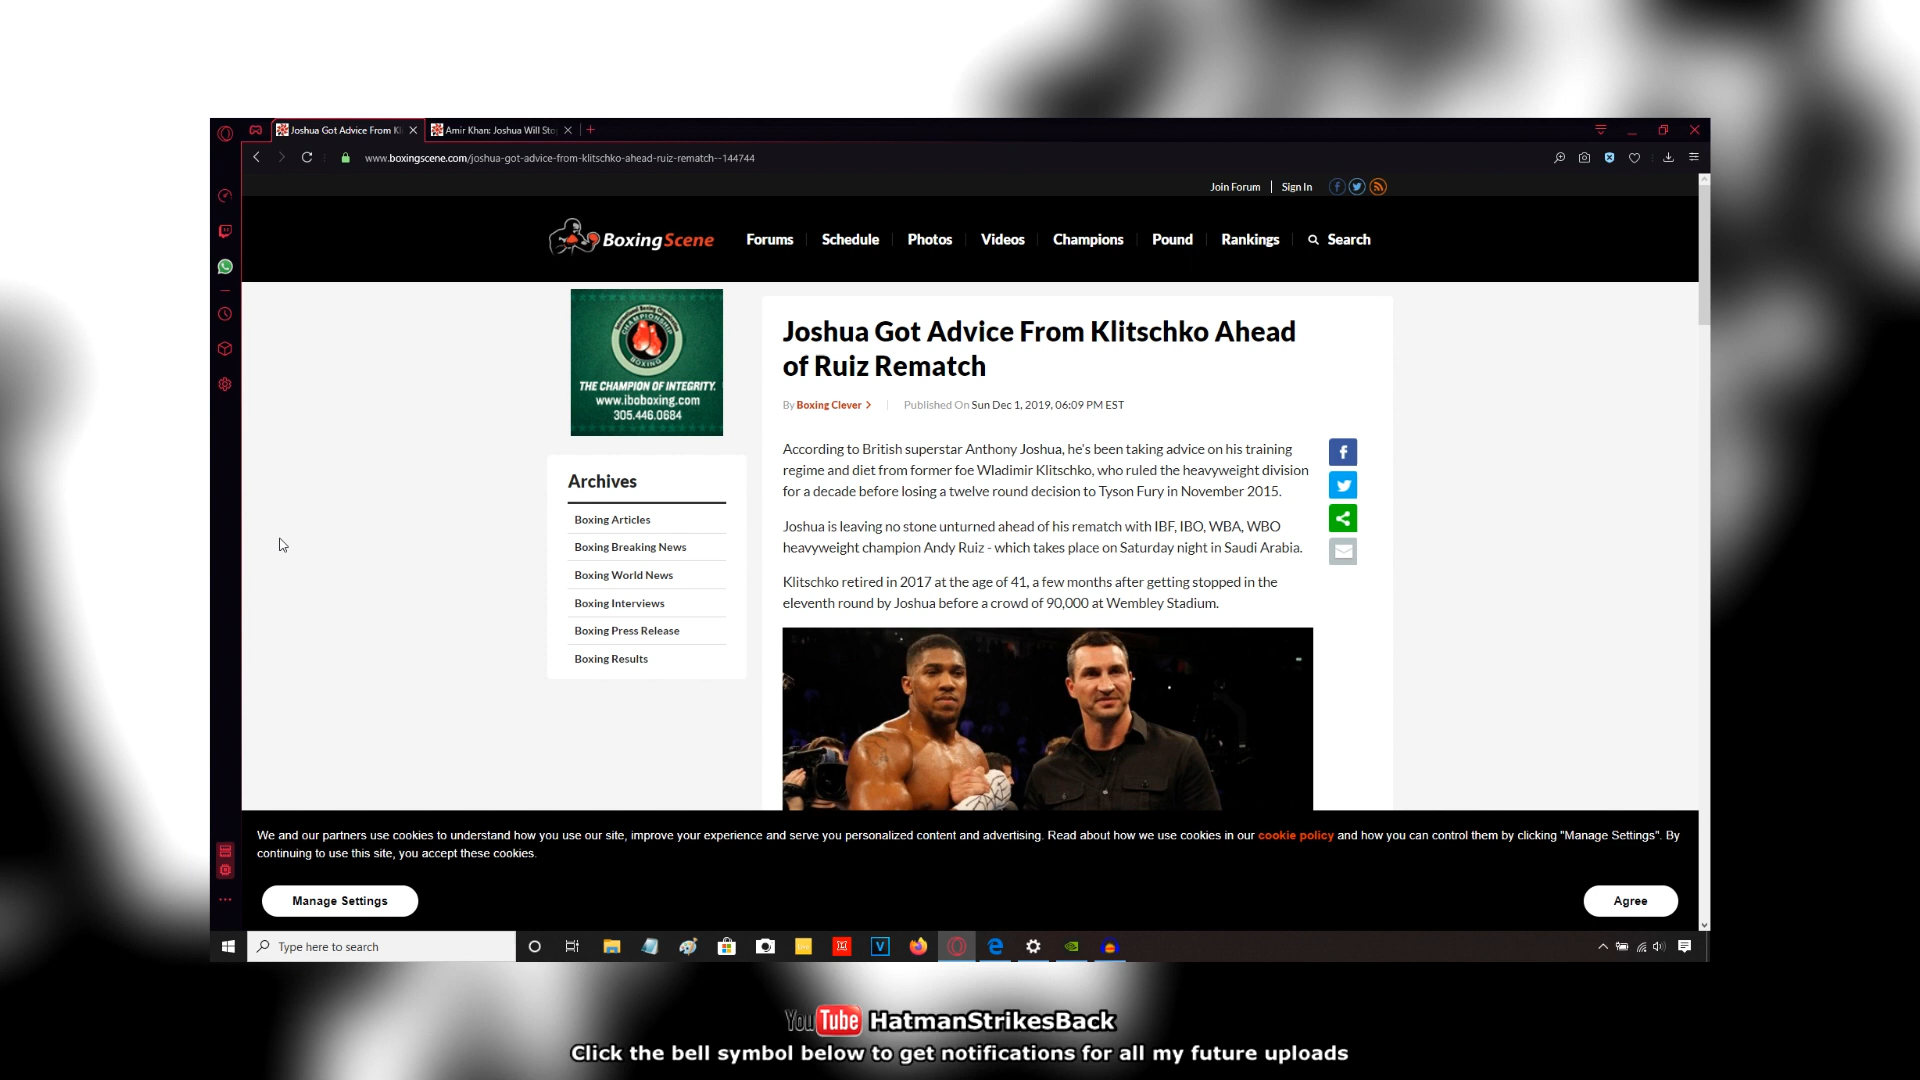 Joshua Got Advice From Kl
Amir Khan: Joshua Will Sto
www.boxingscene.com/joshua-got-advice-from-klitschko-ahead-ruiz-rematch--144744
Join Forum | Sign In
BoxingScene
Forums
Schedule
Photos
Videos
Champions
Pound
Rankings
Search
CHAMPIONSHIP
BOXING
THE CHAMPION OF INTEGRITY.
www.iboboxing.com
305.446.0684
Archives
Boxing Articles
Boxing Breaking News
Boxing World News
Boxing Interviews
Boxing Press Release
Boxing Results
Joshua Got Advice From Klitschko Ahead
of Ruiz Rematch
By Boxing Clever > | Published On Sun Dec 1, 2019, 06:09 PM EST
According to British superstar Anthony Joshua, he's been taking advice on his training
regime and diet from former foe Wladimir Klitschko, who ruled the heavyweight division
for a decade before losing a twelve round decision to Tyson Fury in November 2015.
Joshua is leaving no stone unturned ahead of his rematch with IBF, IBO, WBA, WBO
heavyweight champion Andy Ruiz - which takes place on Saturday night in Saudi Arabia.
Klitschko retired in 2017 at the age of 41, a few months after getting stopped in the
eleventh round by Joshua before a crowd of 90,000 at Wembley Stadium.
We and our partners use cookies to understand how you use our site, improve your experience and serve you personalized content and advertising. Read about how we use cookies in our cookie policy and how you can control them by clicking "Manage Settings". By
continuing to use this site, you accept these cookies.
Manage Settings
Agree
Type here to search
YouTube HatmanStrikesBack
Click the bell symbol below to get notifications for all my future uploads